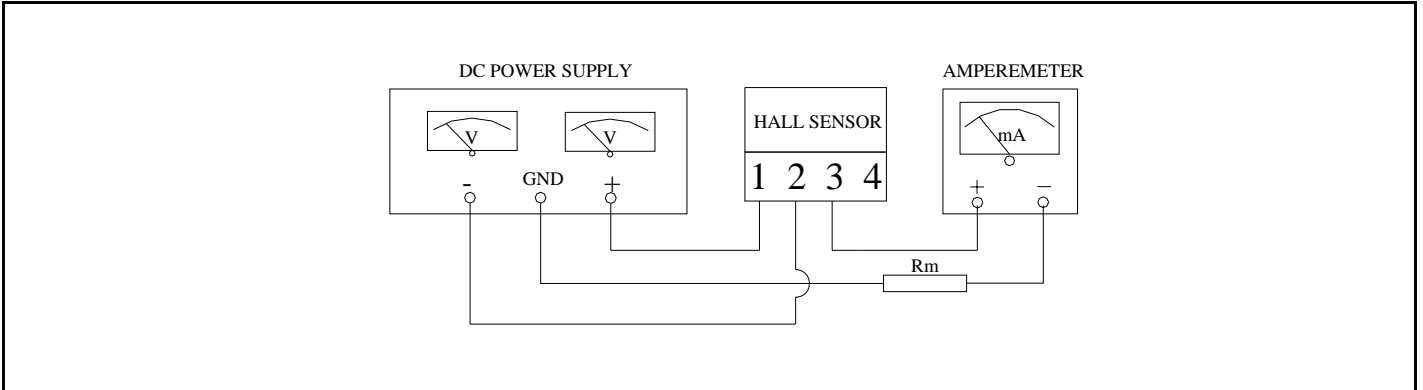 DC POWER SUPPLY
AMPEREMETER
HALL SENSOR
V
V
mA
1 2 3 4
- GND +
+ −
Rm